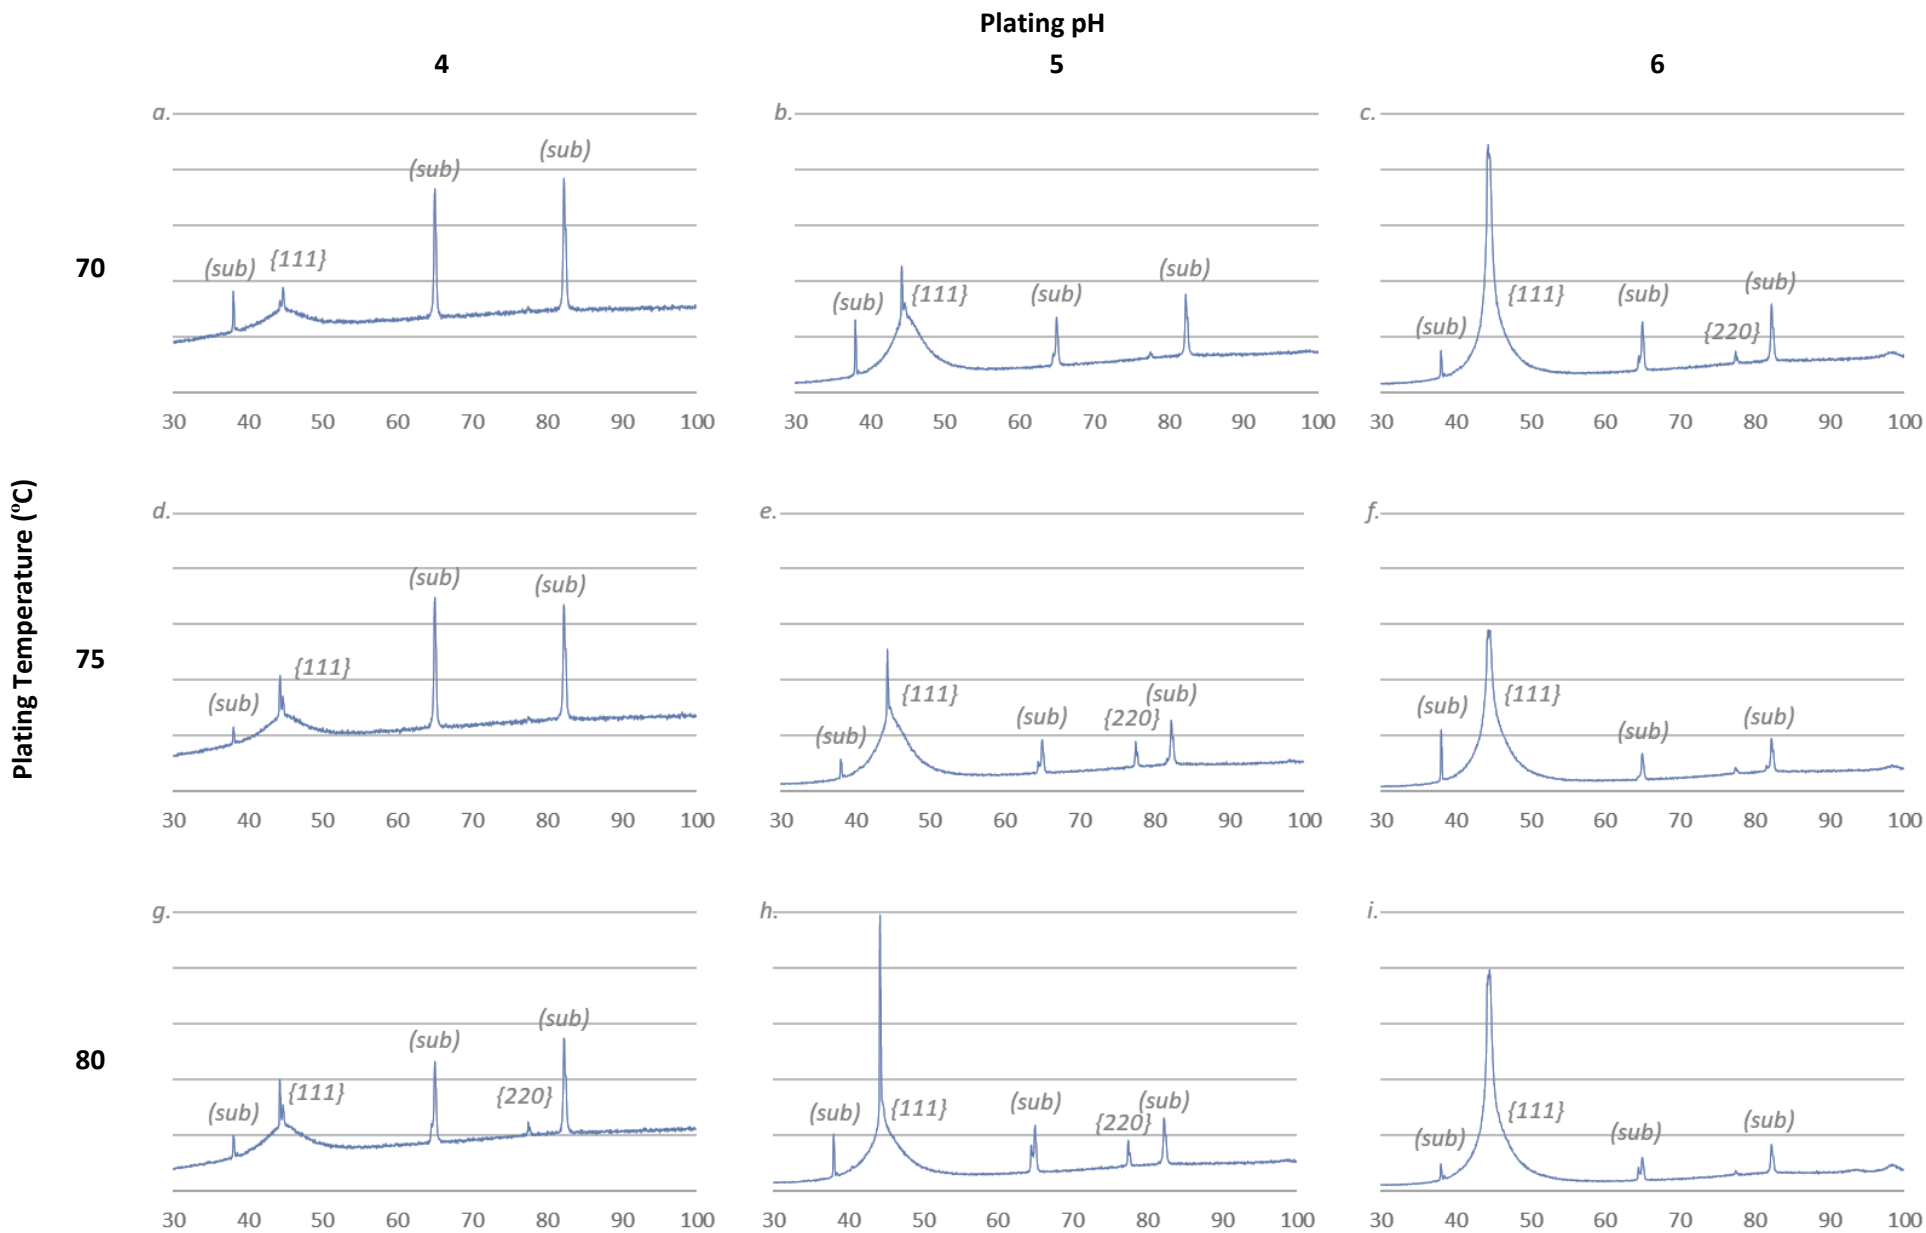 Plating pH
4 5 6
Plating Temperature (ºC)
70
a.
(sub) {111} (sub) (sub)
30 40 50 60 70 80 90 100
b.
(sub) {111} (sub) (sub)
30 40 50 60 70 80 90 100
c.
(sub) {111} (sub) {220} (sub)
30 40 50 60 70 80 90 100
75
d.
(sub) {111} (sub) (sub)
30 40 50 60 70 80 90 100
e.
(sub) {111} (sub) {220} (sub)
30 40 50 60 70 80 90 100
f.
(sub) {111} (sub) (sub)
30 40 50 60 70 80 90 100
80
g.
(sub) {111} (sub) {220} (sub)
30 40 50 60 70 80 90 100
h.
(sub) {111} (sub) {220} (sub)
30 40 50 60 70 80 90 100
i.
(sub) {111} (sub) (sub)
30 40 50 60 70 80 90 100